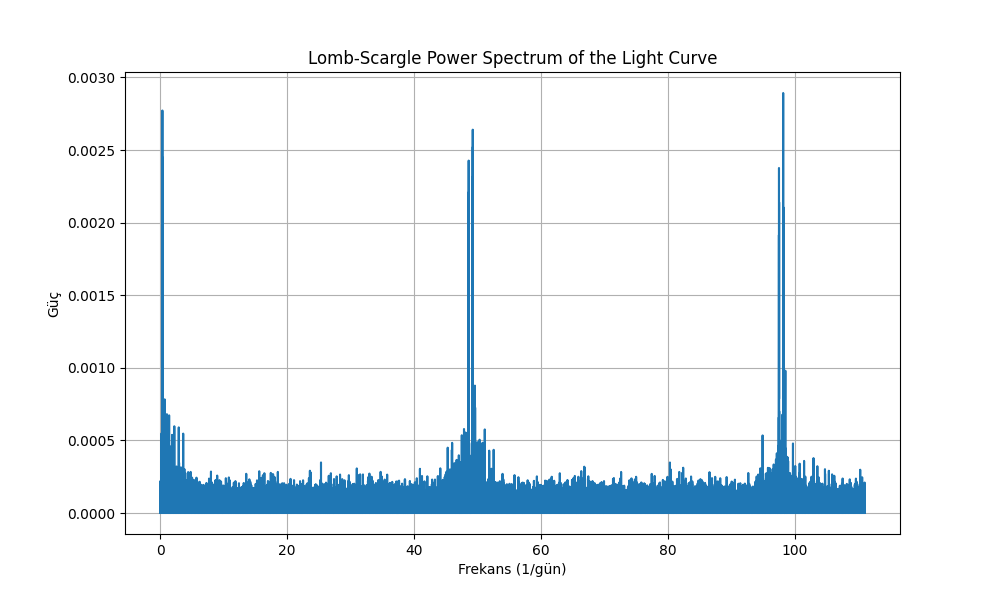 Lomb-Scargle Power Spectrum of the Light Curve
0.0030
0.0025
0.0020
0.0015
0.0010
0.0005
0.0000
Güç
0 20 40 60 80 100
Frekans (1/gün)